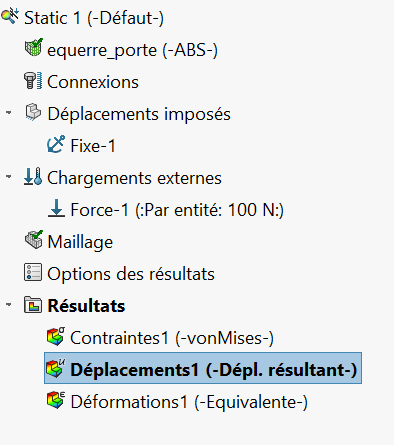 Static 1 (-Défaut-)
equerre_porte (-ABS-)
Connexions
Déplacements imposés
Fixe-1
Chargements externes
Force-1 (:Par entité: 100 N:)
Maillage
Options des résultats
Résultats
Contraintes1 (-vonMises-)
Déplacements1 (-Dépl. résultant-)
Déformations1 (-Equivalente-)